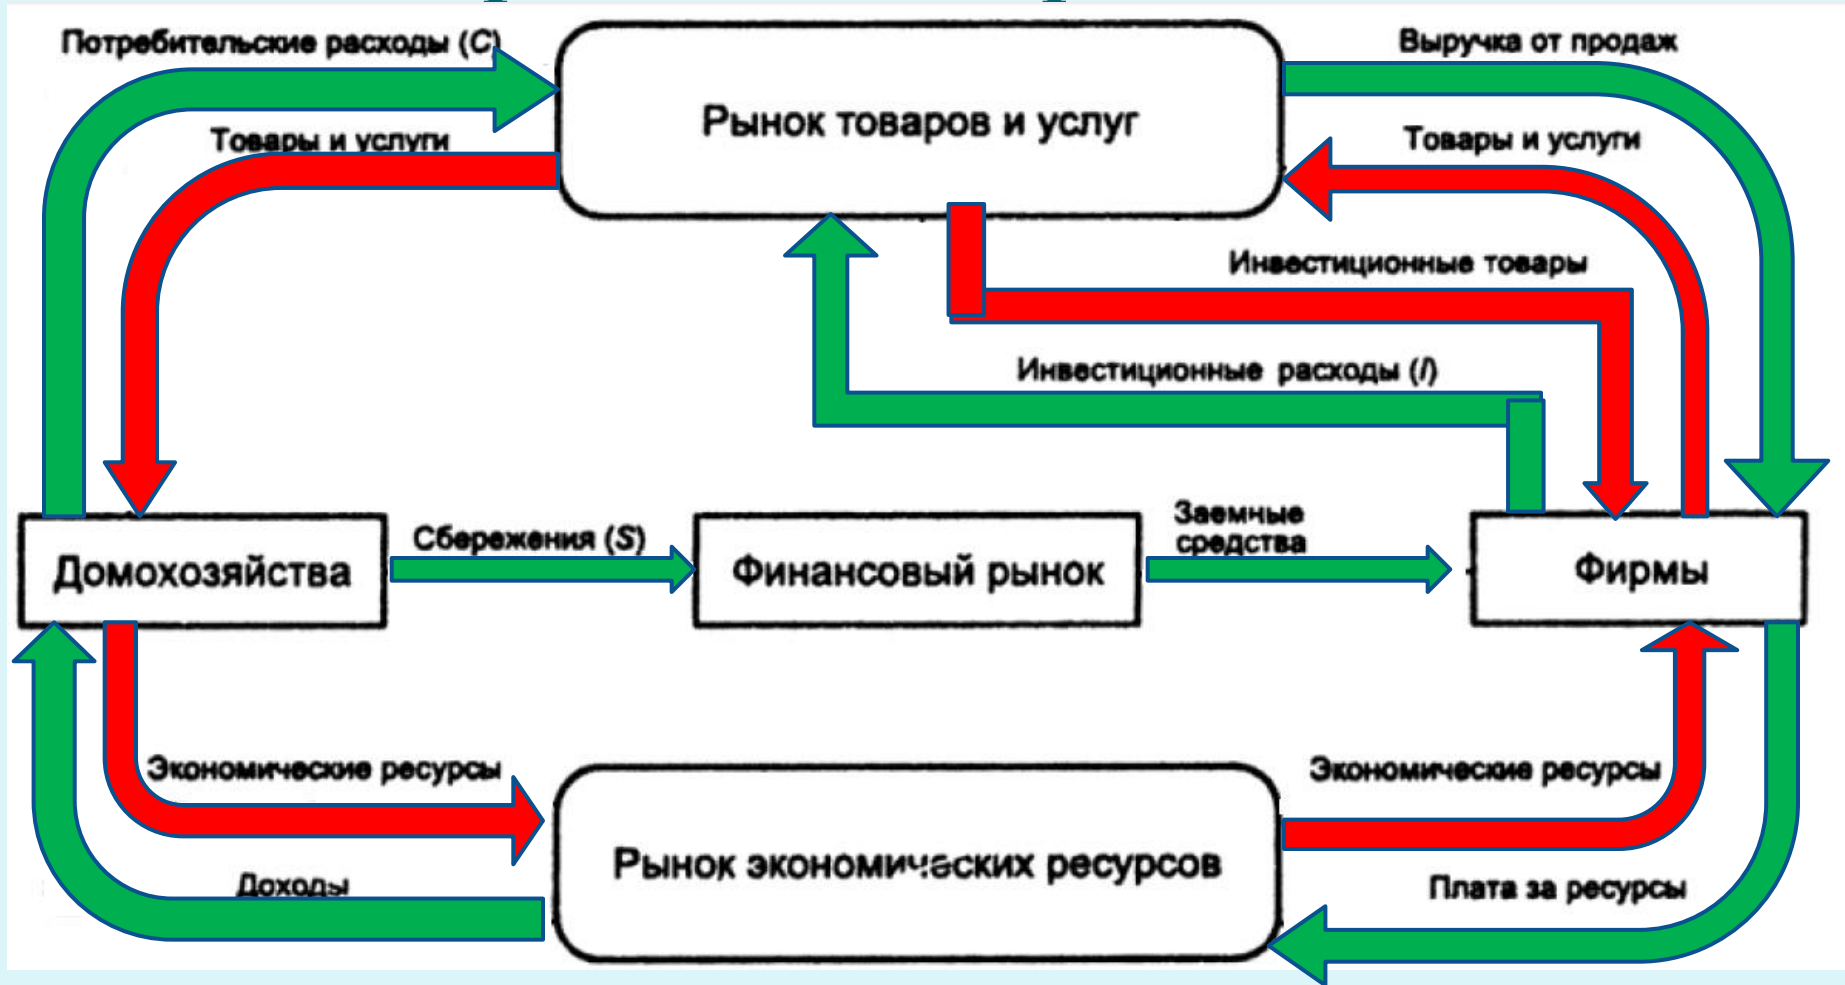 Потребительские расходы (C)
Выручка от продаж
Рынок товаров и услуг
Товары и услуги
Товары и услуги
Инвестиционные товары
Инвестиционные расходы (I)
Домохозяйства
Сбережения (S)
Финансовый рынок
Заемные
средства
Фирмы
Экономические ресурсы
Экономические ресурсы
Рынок экономических ресурсов
Доходы
Плата за ресурсы